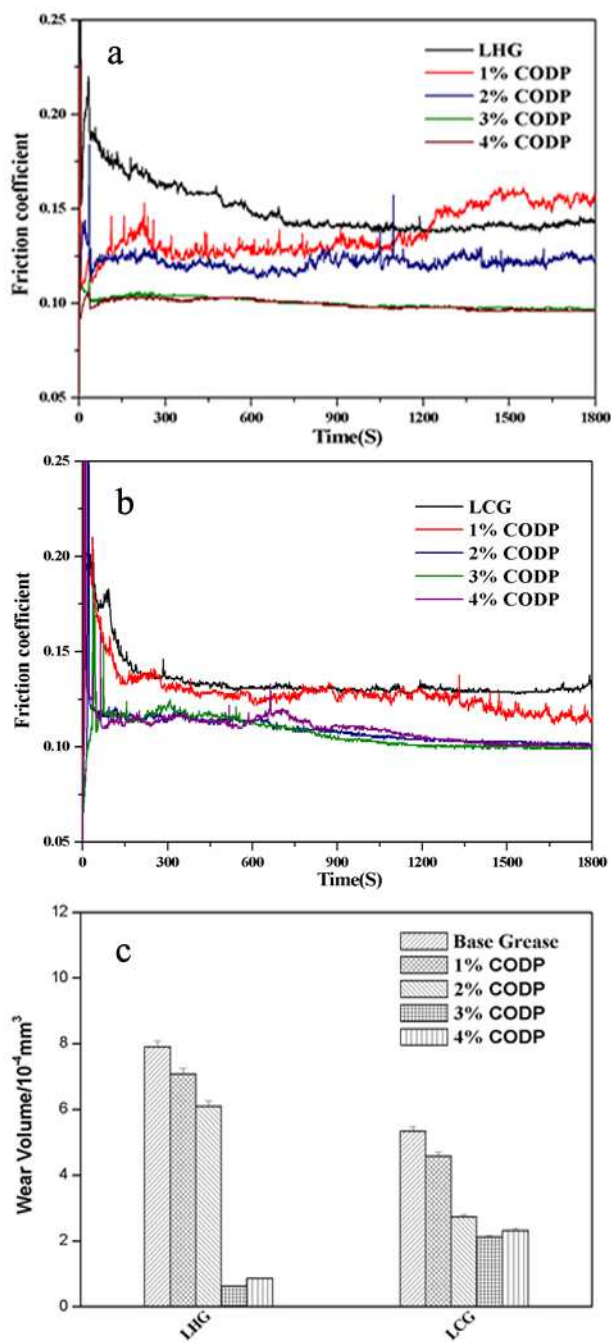 a
LHG
1% CODP
2% CODP
3% CODP
4% CODP
Friction coefficient
0.25
0.20
0.15
0.10
0.05
0 300 600 900 1200 1500 1800
Time(S)
b
LCG
1% CODP
2% CODP
3% CODP
4% CODP
Friction coefficient
0.25
0.20
0.15
0.10
0.05
0 300 600 900 1200 1500 1800
Time(S)
c
Base Grease
1% CODP
2% CODP
3% CODP
4% CODP
Wear Volume/10⁻⁴mm³
12
10
8
6
4
2
0
LHG LCG